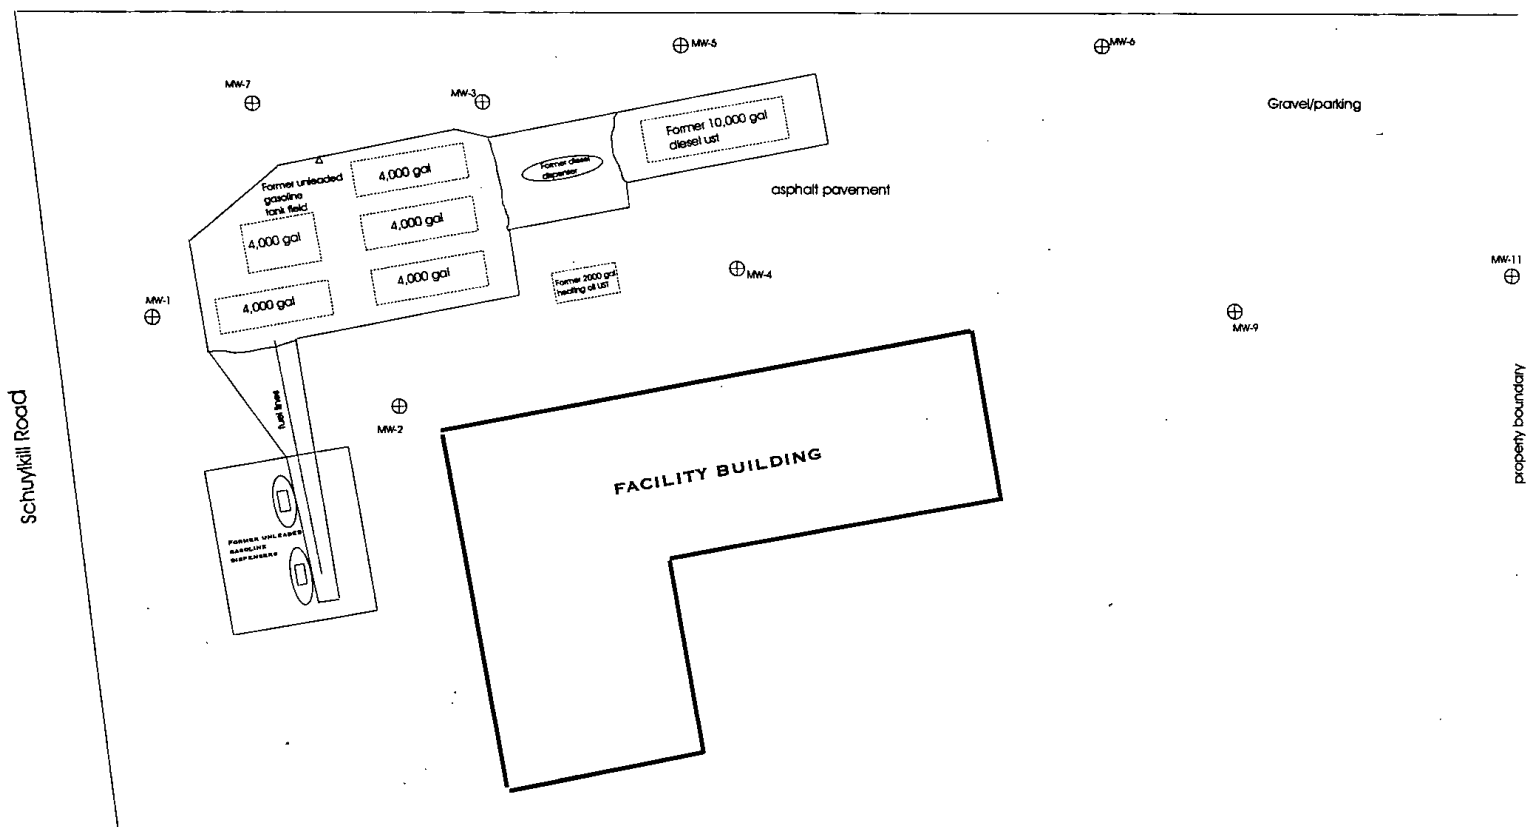 MW-5
MW-6
MW-7
MW-3
Gravel/parking
Former 10,000 gal
diesel ust
Former diesel
dispenser
4,000 gal
Former unleaded
gasoline
tank field
asphalt pavement
4,000 gal
4,000 gal
4,000 gal
4,000 gal
Former 2000 gal
heating oil UST
MW-4
MW-11
MW-1
MW-9
fuel lines
MW-2
Schuylkill Road
property boundary
FACILITY BUILDING
FORMER UNLEADED
GASOLINE
DISPENSERS